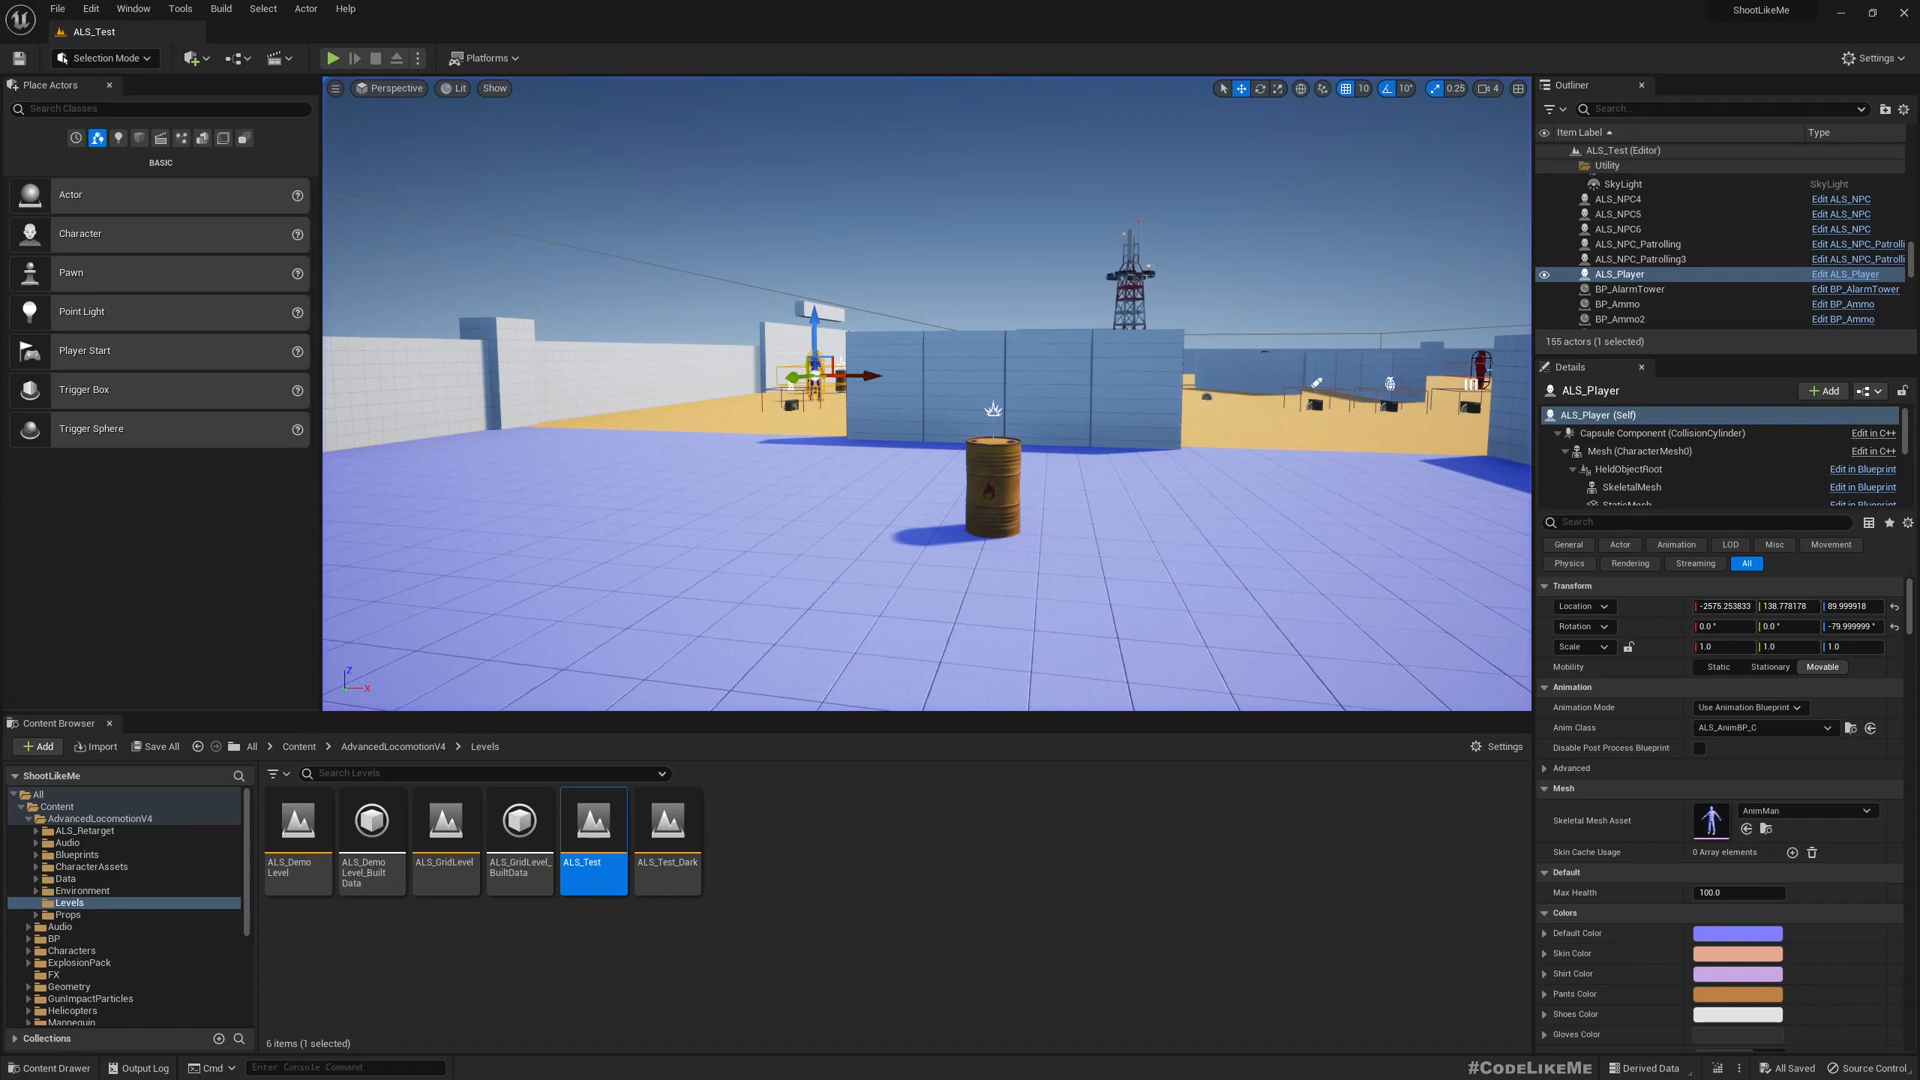 File Edit Window Tools Build Select Actor Help
ShootLikeMe
ALS_Test
Selection Mode
Platforms
Settings
Place Actors
Search Classes
BASIC
Actor
Character
Pawn
Point Light
Player Start
Trigger Box
Trigger Sphere
Perspective Lit Show
10 10° 0.25 4
Z
X
Outliner
Search...
Item Label Type
ALS_Test (Editor)
Utility
SkyLight SkyLight
ALS_NPC4 Edit ALS_NPC
ALS_NPC5 Edit ALS_NPC
ALS_NPC6 Edit ALS_NPC
ALS_NPC_Patrolling Edit ALS_NPC_Patrolli
ALS_NPC_Patrolling3 Edit ALS_NPC_Patrolli
ALS_Player Edit ALS_Player
BP_AlarmTower Edit BP_AlarmTower
BP_Ammo Edit BP_Ammo
BP_Ammo2 Edit BP_Ammo
155 actors (1 selected)
Details
ALS_Player
Add
ALS_Player (Self)
Capsule Component (CollisionCylinder) Edit in C++
Mesh (CharacterMesh0) Edit in C++
HeldObjectRoot Edit in Blueprint
SkeletalMesh Edit in Blueprint
StaticMesh Edit in Blueprint
Search
General Actor Animation LOD Misc Movement
Physics Rendering Streaming All
Transform
Location -2575.253833 138.778178 89.999918
Rotation 0.0 ° 0.0 ° -79.999999 °
Scale 1.0 1.0 1.0
Mobility Static Stationary Movable
Animation
Animation Mode Use Animation Blueprint
Anim Class ALS_AnimBP_C
Disable Post Process Blueprint
Advanced
Mesh
Skeletal Mesh Asset AnimMan
Skin Cache Usage 0 Array elements
Default
Max Health 100.0
Colors
Default Color
Skin Color
Shirt Color
Pants Color
Shoes Color
Gloves Color
Content Browser
Add Import Save All All Content AdvancedLocomotionV4 Levels Settings
ShootLikeMe
Search Levels
All
Content
AdvancedLocomotionV4
ALS_Retarget
Audio
Blueprints
CharacterAssets
Data
Environment
Levels
Props
Audio
BP
Characters
ExplosionPack
FX
Geometry
GunImpactParticles
Helicopters
Mannequin
Collections
ALS_Demo
Level
ALS_Demo
Level_Built
Data
ALS_GridLevel
ALS_GridLevel_
BuiltData
ALS_Test
ALS_Test_Dark
6 items (1 selected)
Content Drawer Output Log Cmd Enter Console Command
#CODELIKEME
Derived Data All Saved Source Control